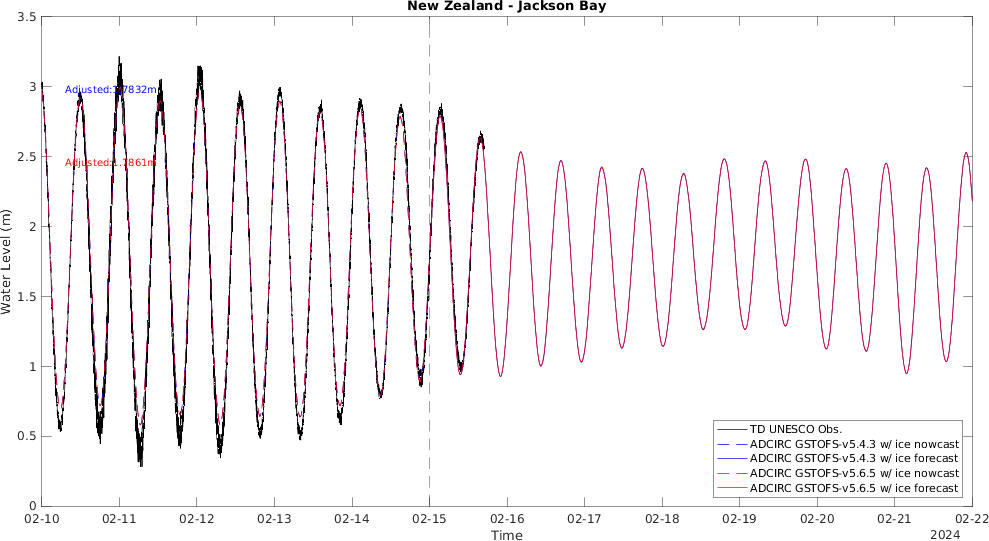 New Zealand - Jackson Bay
Water Level (m)
3.5
3
2.5
2
1.5
1
0.5
0
Adjusted:1.7832m
Adjusted:1.7861m
TD UNESCO Obs.
ADCIRC GSTOFS-v5.4.3 w/ ice nowcast
ADCIRC GSTOFS-v5.4.3 w/ ice forecast
ADCIRC GSTOFS-v5.6.5 w/ ice nowcast
ADCIRC GSTOFS-v5.6.5 w/ ice forecast
02-10 02-11 02-12 02-13 02-14 02-15 02-16 02-17 02-18 02-19 02-20 02-21 02-22
Time
2024